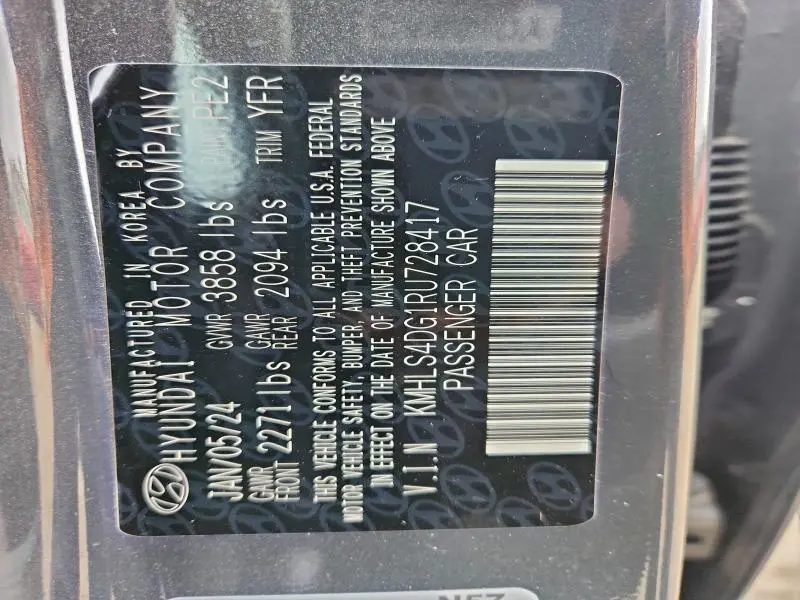 MANUFACTURED IN KOREA BY
HYUNDAI MOTOR COMPANY
JAN/05/24 GVWR 3858 lbs PAINT PE2
GAWR FRONT 2271lbs GAWR REAR 2094 lbs TRIM YFR
THIS VEHICLE CONFORMS TO ALL APPLICABLE U.S.A. FEDERAL
MOTOR VEHICLE SAFETY, BUMPER, AND THEFT PREVENTION STANDARDS
IN EFFECT ON THE DATE OF MANUFACTURE SHOWN ABOVE
V.I.N KMHLS4DG1RU728417
PASSENGER CAR